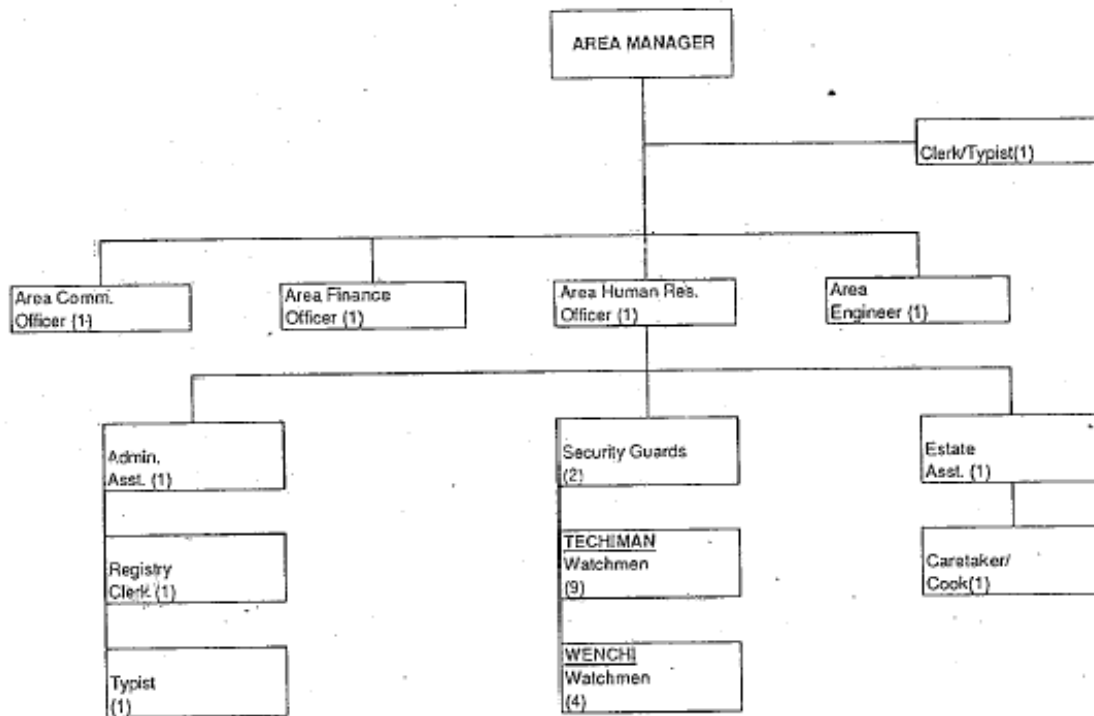 AREA MANAGER
Clerk/Typist(1)
Area Comm.
Officer (1)
Area Finance
Officer (1)
Area Human Res.
Officer (1)
Area
Engineer (1)
Admin.
Asst. (1)
Security Guards
(2)
Estate
Asst. (1)
Registry
Clerk (1)
TECHIMAN
Watchmen
(9)
Caretaker/
Cook(1)
Typist
(1)
WENCHI
Watchmen
(4)